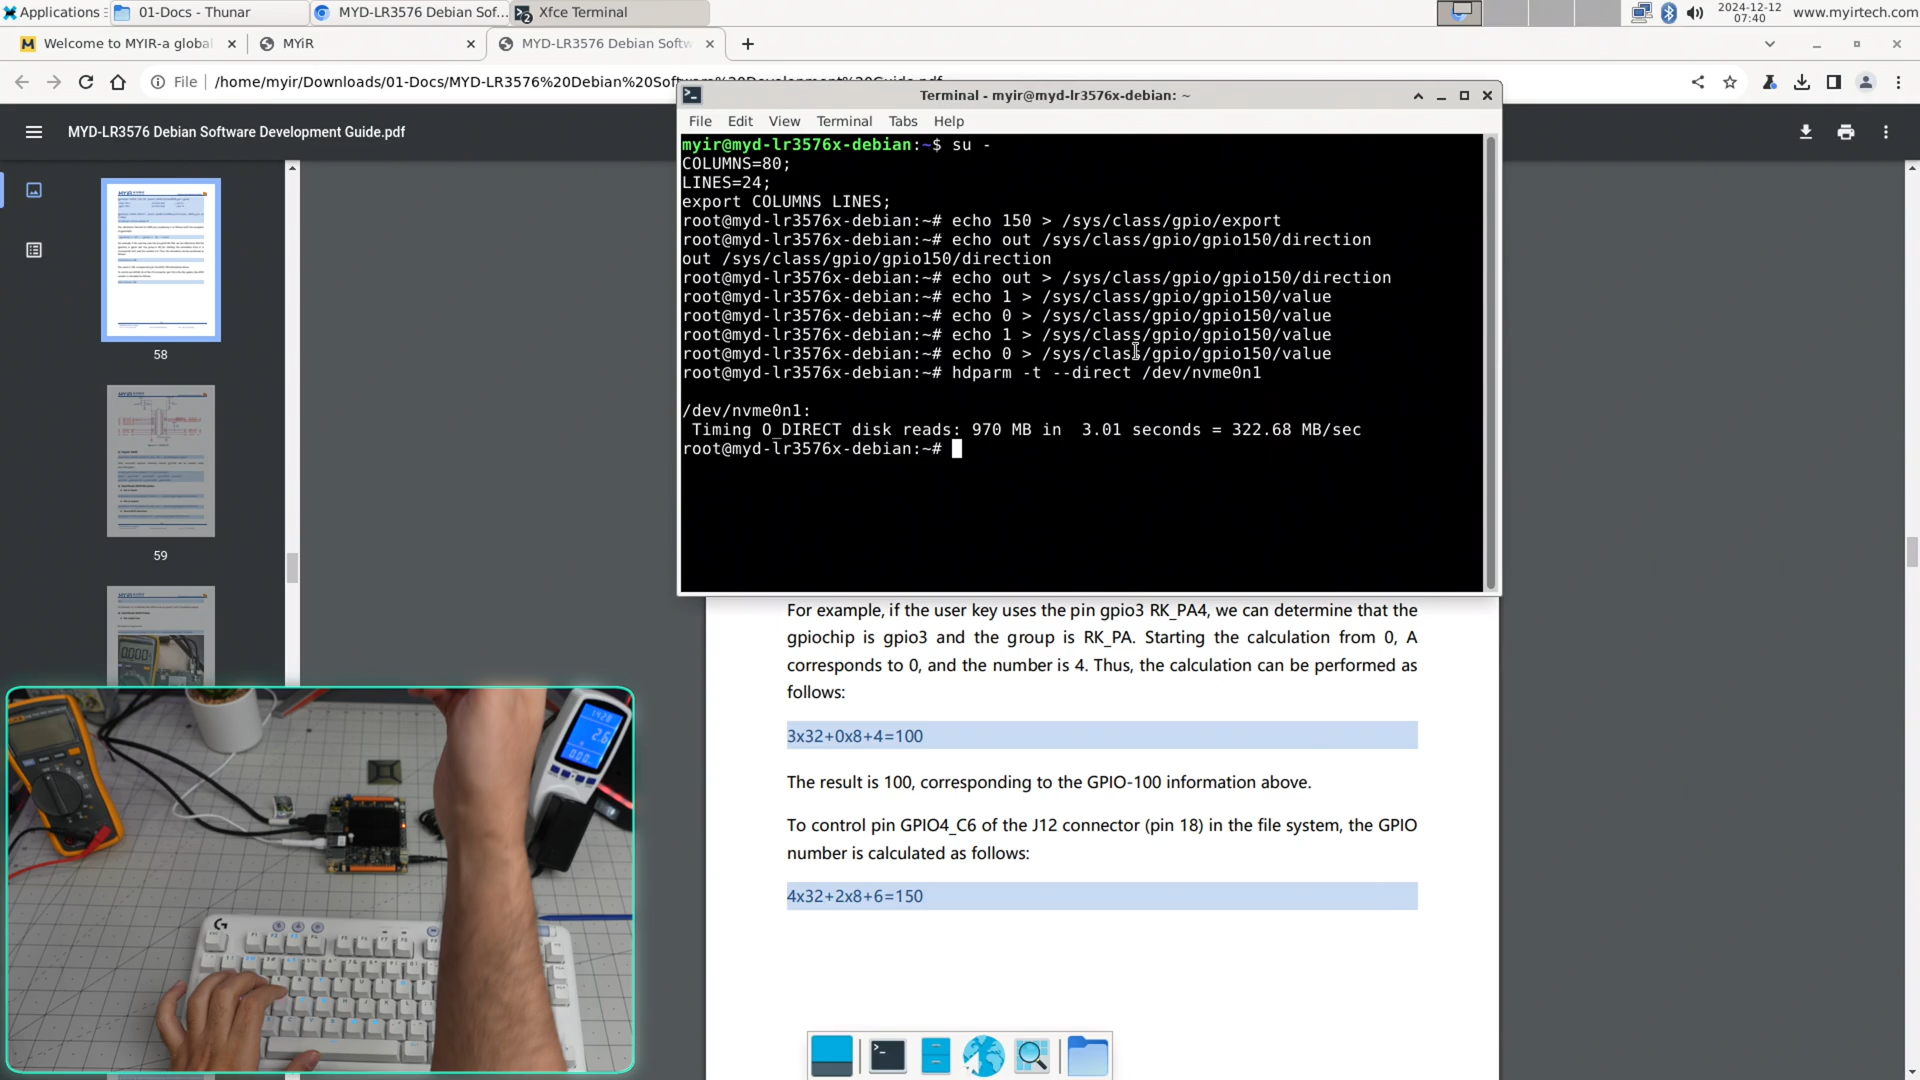 Applications
01-Docs - Thunar
MYD-LR3576 Debian Sof...
Xfce Terminal
2024-12-12
07:40
www.myirtech.com
Welcome to MYIR-a global
MYiR
MYD-LR3576 Debian Softw
File
/home/myir/Downloads/01-Docs/MYD-LR3576%20Debian%20Software%20Development%20Guide.pdf
MYD-LR3576 Debian Software Development Guide.pdf
58
59
Terminal - myir@myd-lr3576x-debian: ~
File Edit View Terminal Tabs Help
myir@myd-lr3576x-debian:~$ su -
COLUMNS=80;
LINES=24;
export COLUMNS LINES;
root@myd-lr3576x-debian:~# echo 150 > /sys/class/gpio/export
root@myd-lr3576x-debian:~# echo out /sys/class/gpio/gpio150/direction
out /sys/class/gpio/gpio150/direction
root@myd-lr3576x-debian:~# echo out > /sys/class/gpio/gpio150/direction
root@myd-lr3576x-debian:~# echo 1 > /sys/class/gpio/gpio150/value
root@myd-lr3576x-debian:~# echo 0 > /sys/class/gpio/gpio150/value
root@myd-lr3576x-debian:~# echo 1 > /sys/class/gpio/gpio150/value
root@myd-lr3576x-debian:~# echo 0 > /sys/class/gpio/gpio150/value
root@myd-lr3576x-debian:~# hdparm -t --direct /dev/nvme0n1
/dev/nvme0n1:
Timing O_DIRECT disk reads: 970 MB in 3.01 seconds = 322.68 MB/sec
root@myd-lr3576x-debian:~#
For example, if the user key uses the pin gpio3 RK_PA4, we can determine that the
gpiochip is gpio3 and the group is RK_PA. Starting the calculation from 0, A
corresponds to 0, and the number is 4. Thus, the calculation can be performed as
follows:
3x32+0x8+4=100
The result is 100, corresponding to the GPIO-100 information above.
To control pin GPIO4_C6 of the J12 connector (pin 18) in the file system, the GPIO
number is calculated as follows:
4x32+2x8+6=150